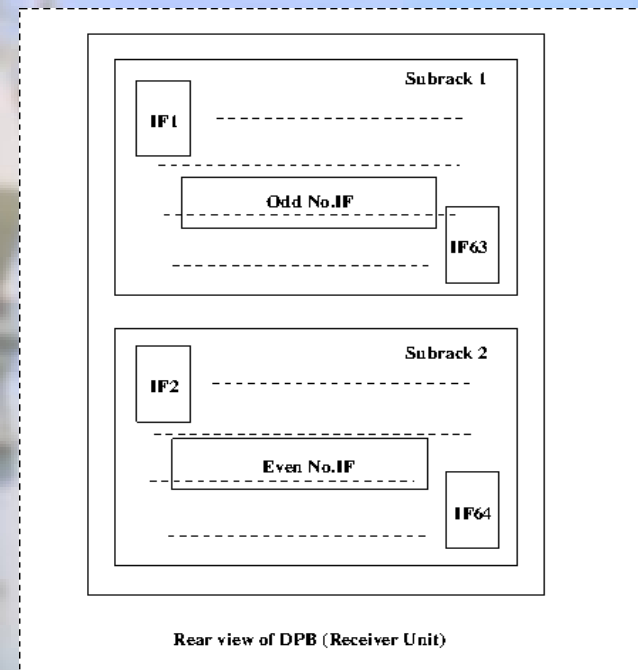 Subrack 1
IF1
Odd No.IF
IF63
Subrack 2
IF2
Even No.IF
IF64
Rear view of DPB (Receiver Unit)